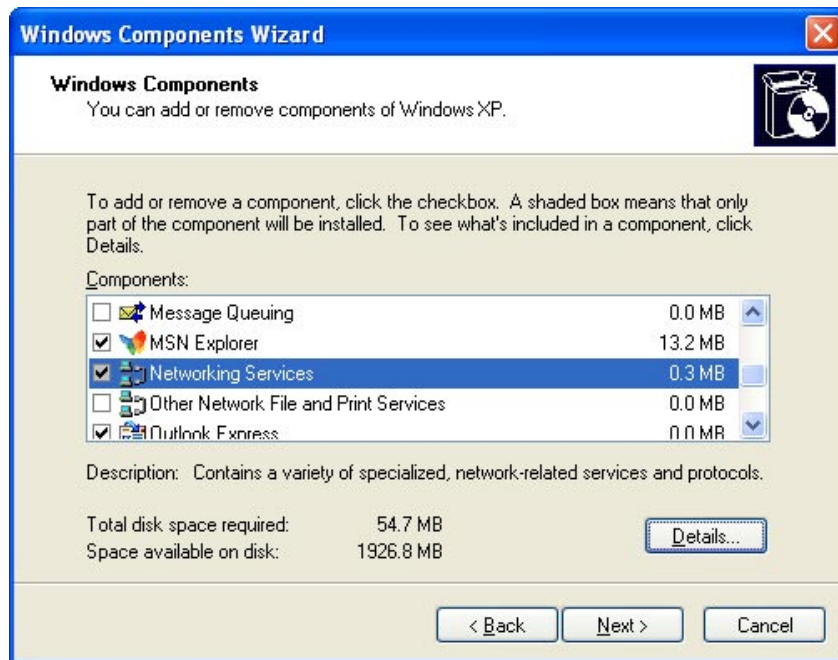 Windows Components Wizard
Windows Components
You can add or remove components of Windows XP.
To add or remove a component, click the checkbox. A shaded box means that only
part of the component will be installed. To see what's included in a component, click
Details.
Components:
Message Queuing 0.0 MB
MSN Explorer 13.2 MB
Networking Services 0.3 MB
Other Network File and Print Services 0.0 MB
Outlook Express 0.0 MB
Description: Contains a variety of specialized, network-related services and protocols.
Total disk space required: 54.7 MB
Space available on disk: 1926.8 MB
Details...
< Back Next > Cancel